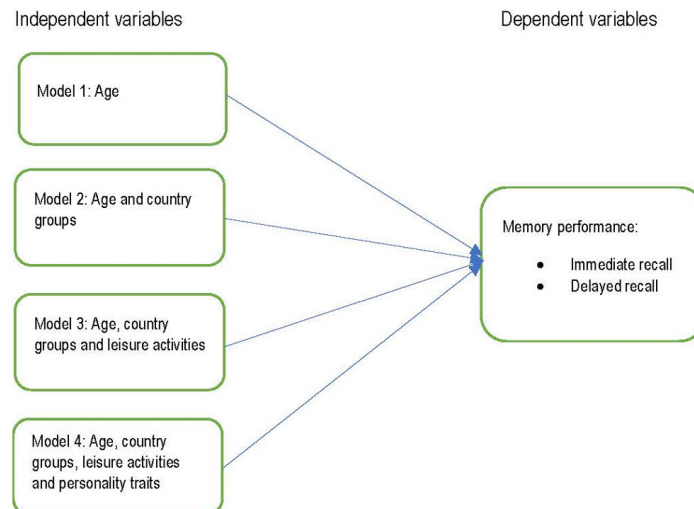 Independent variables
Dependent variables
Model 1: Age
Model 2: Age and country
groups
Model 3: Age, country
groups and leisure activities
Model 4: Age, country
groups, leisure activities
and personality traits
Memory performance:
• Immediate recall
• Delayed recall